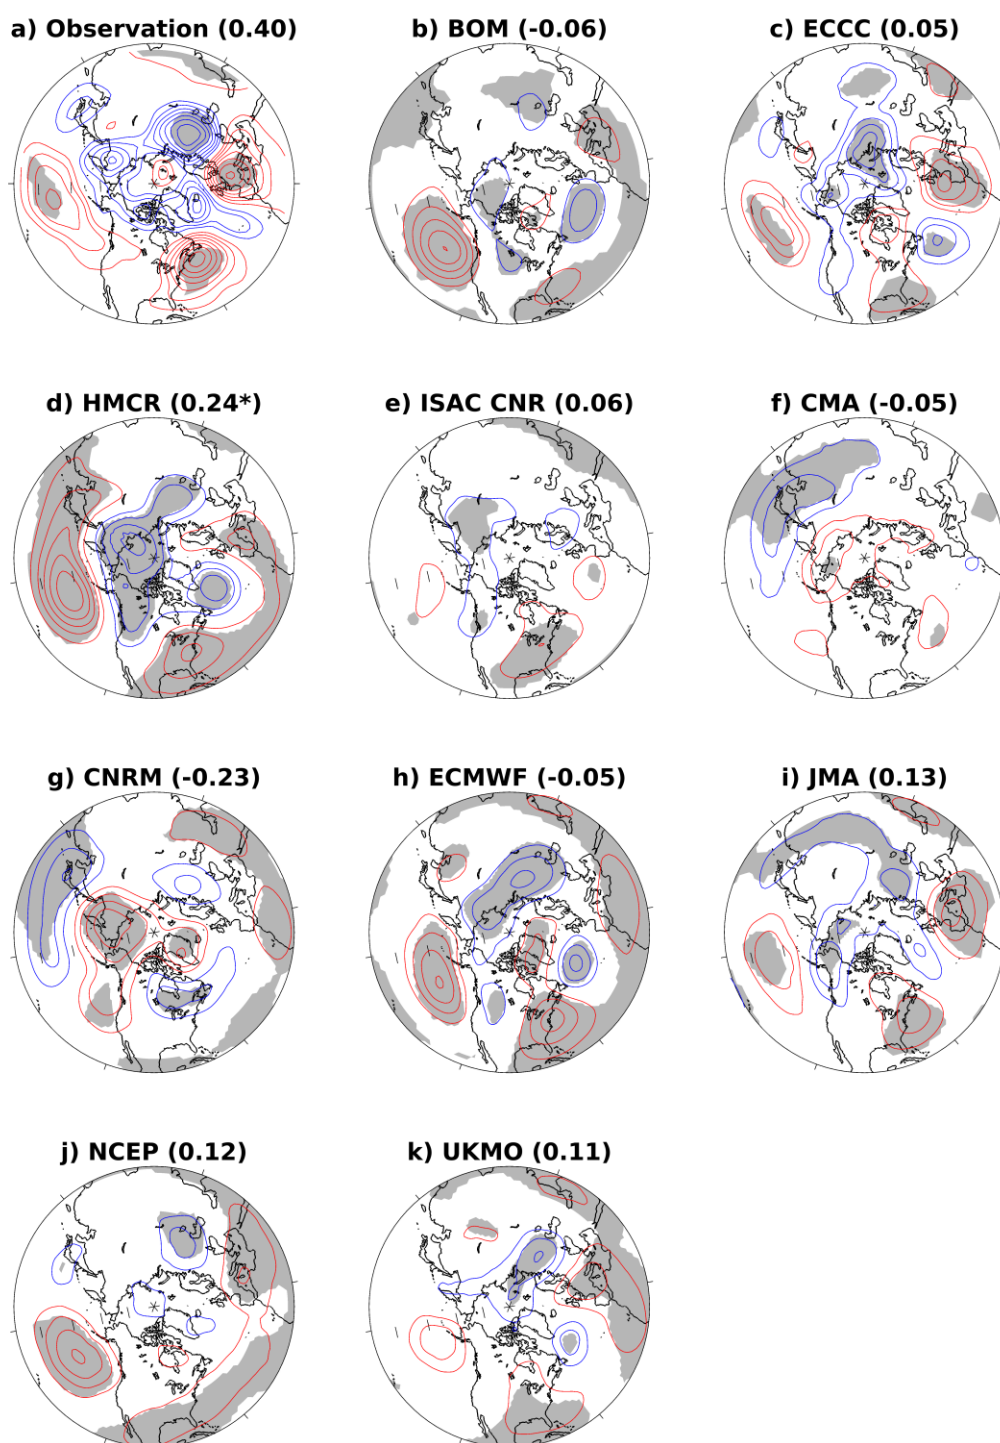 a) Observation (0.40)
b) BOM (-0.06)
c) ECCC (0.05)
d) HMCR (0.24*)
e) ISAC CNR (0.06)
f) CMA (-0.05)
g) CNRM (-0.23)
h) ECMWF (-0.05)
i) JMA (0.13)
j) NCEP (0.12)
k) UKMO (0.11)